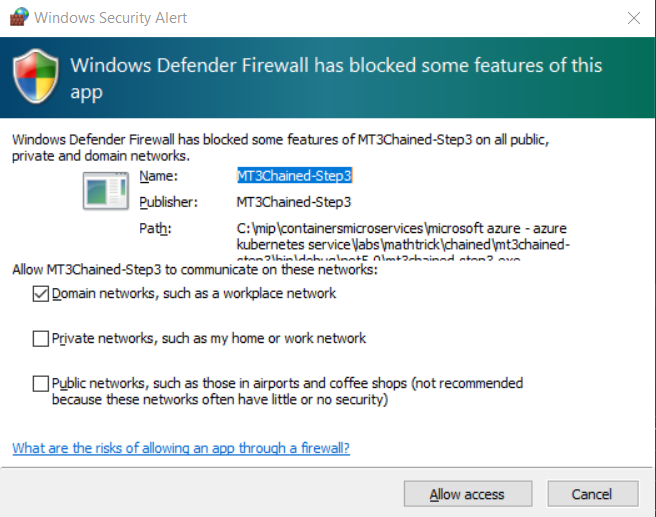 Windows Security Alert
Windows Defender Firewall has blocked some features of this
app
Windows Defender Firewall has blocked some features of MT3Chained-Step3 on all public,
private and domain networks.
Name: MT3Chained-Step3
Publisher: MT3Chained-Step3
Path: C:\mip\containersmicroservices\microsoft azure - azure
kubernetes service\labs\mathtrick\chained\mt3chained-
step3\bin\debug\net5.0\mt3chained-step3.exe
Allow MT3Chained-Step3 to communicate on these networks:
Domain networks, such as a workplace network
Private networks, such as my home or work network
Public networks, such as those in airports and coffee shops (not recommended
because these networks often have little or no security)
What are the risks of allowing an app through a firewall?
Allow access Cancel